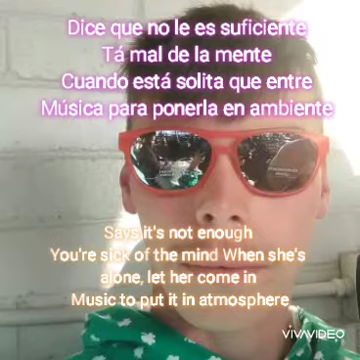 Dice que no le es suficiente
Tá mal de la mente
Cuando está solita que entre
Música para ponerla en ambiente
Says it's not enough
You're sick of the mind When she's
alone, let her come in
Music to put it in atmosphere
VIVAVIDEO